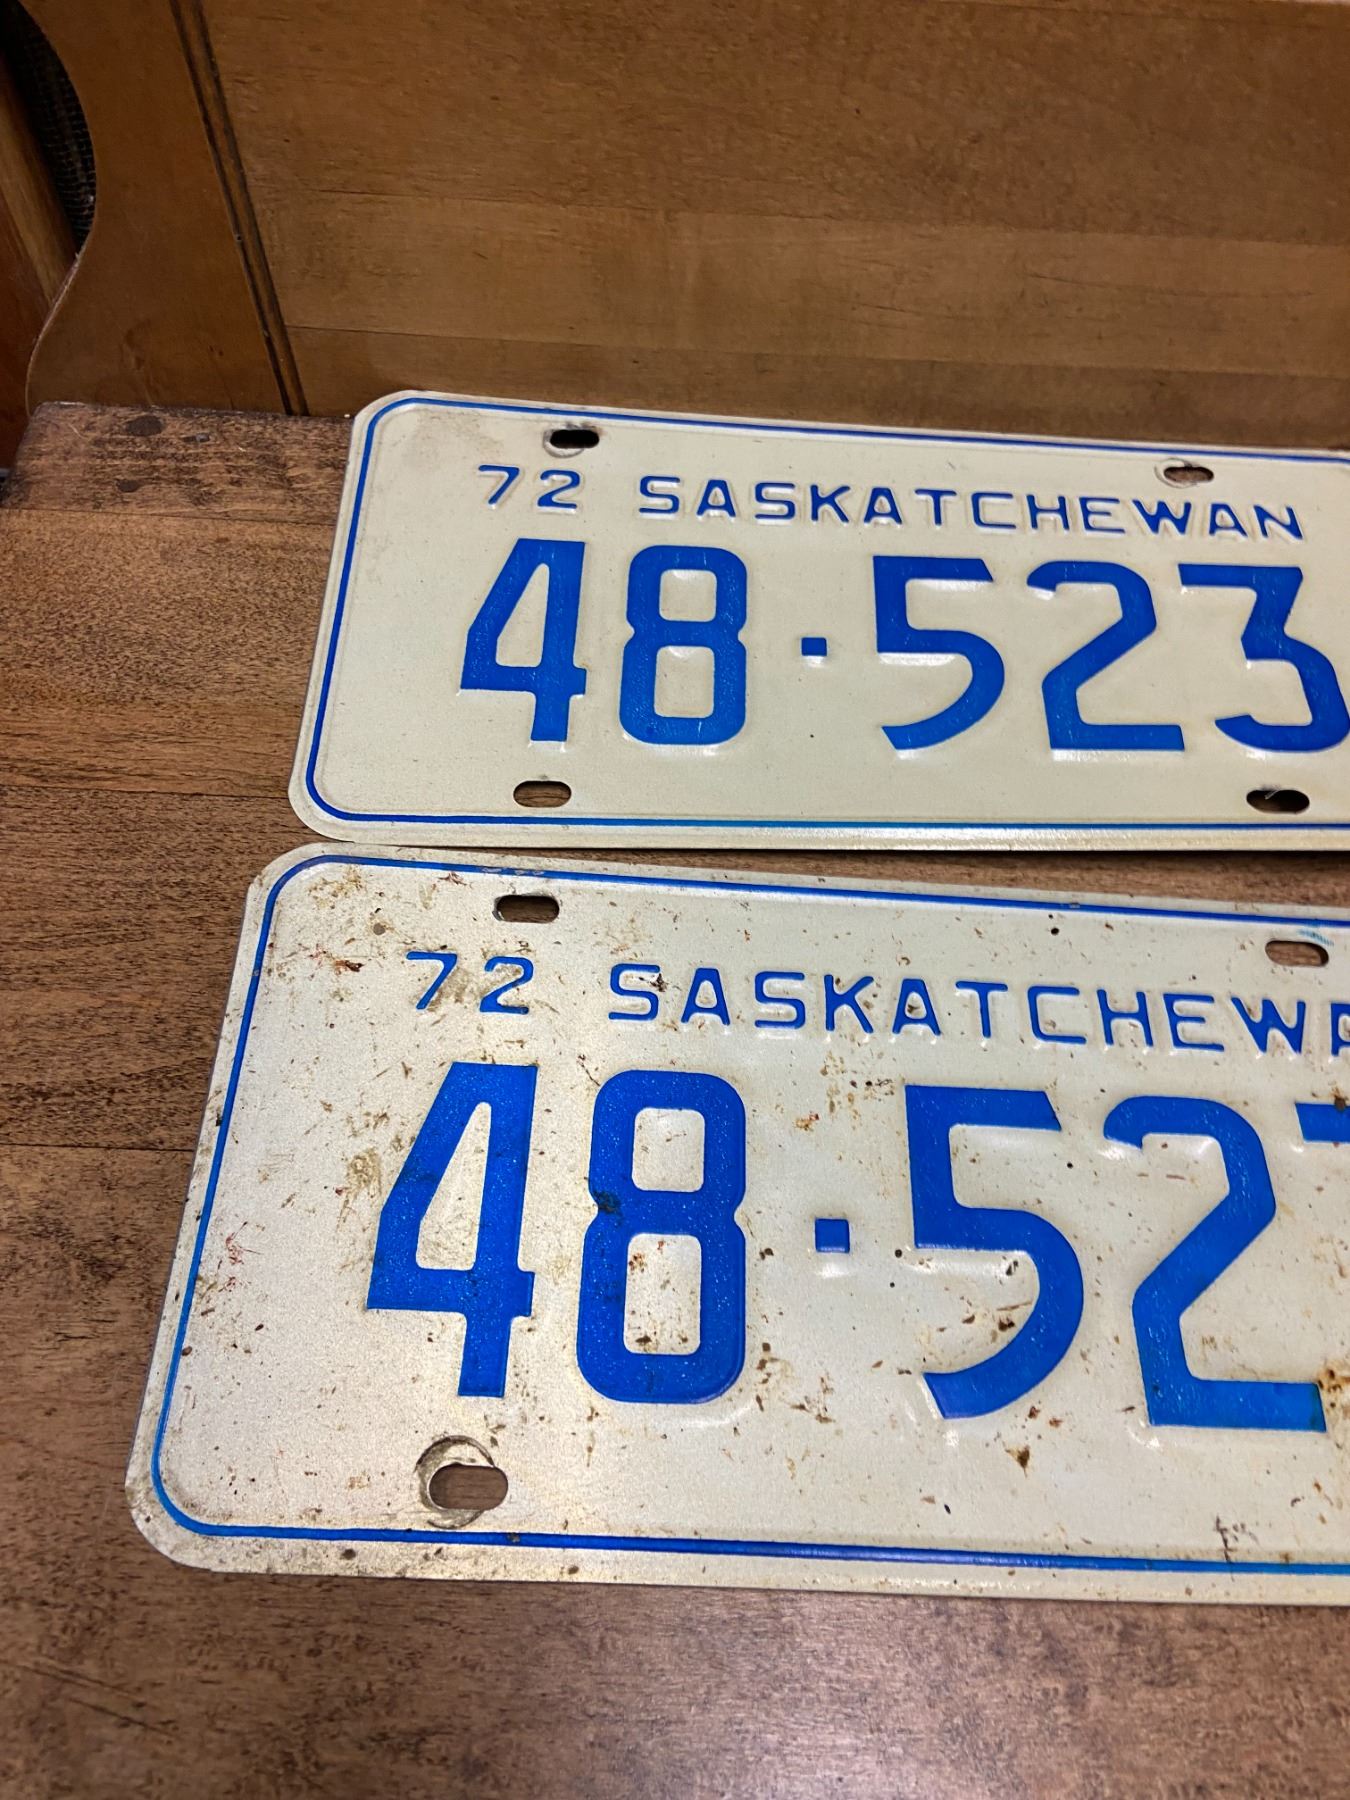 72 SASKATCHEWAN
48·523
72 SASKATCHEWA
48·52